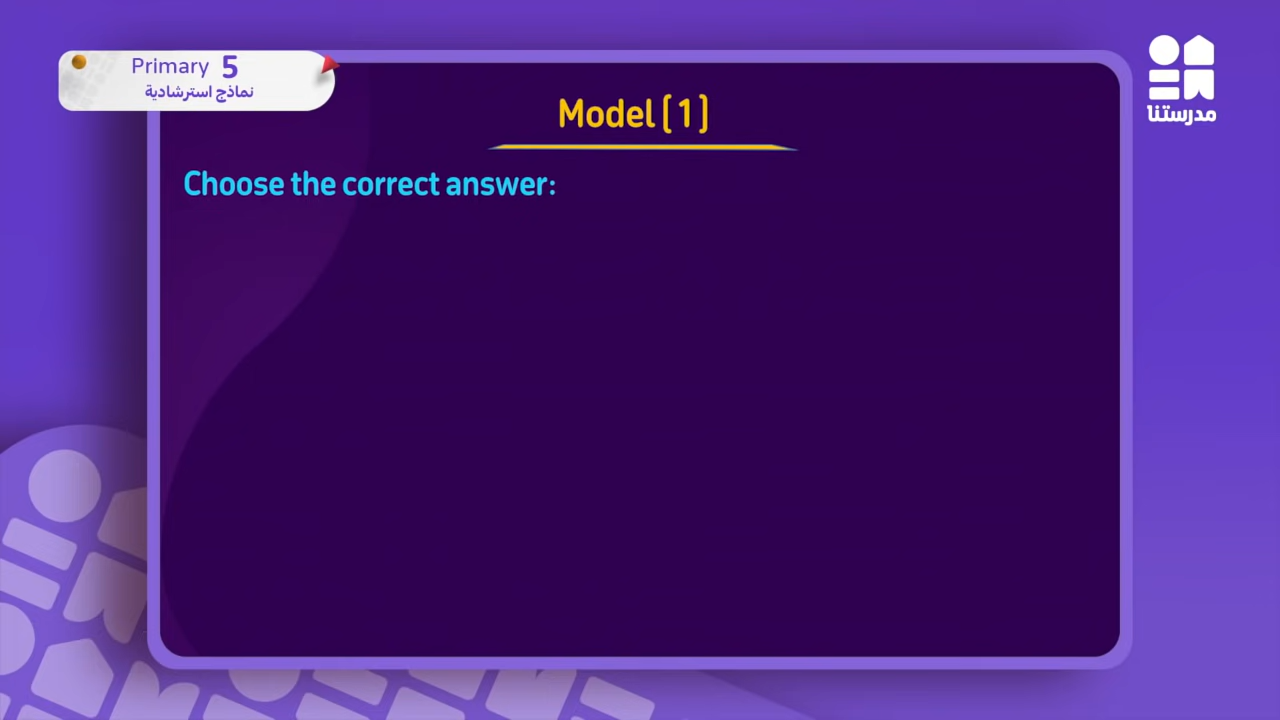 Primary 5
نماذج استرشادية
مدرستنا
Model (1)
Choose the correct answer: